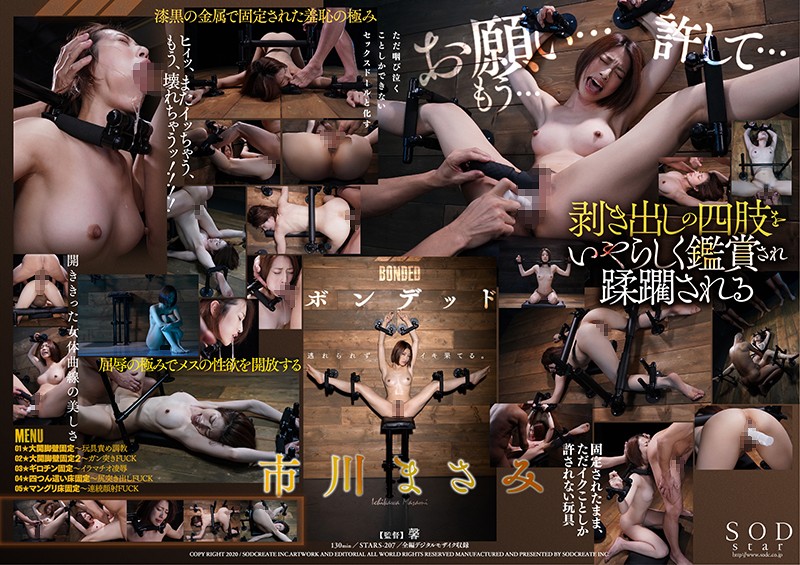 漆黒の金属で固定された羞恥の極み
ヒィッ、またイッちゃう、
もう、壊れちゃうッ!!!!
ただ咽び泣く
ことしかできない
セックスドールと化す
お願い…
もう…
許して…
剥き出しの四肢を
いやらしく鑑賞され
蹂躙される
開ききった女体曲線の美しさ
屈辱の極みでメスの性欲を開放する
BONDED
ボンデッド
逃れられず、イキ果てる。
MENU
01★大開脚壁固定〜玩具責め調教
02★大開脚壁固定2〜ガン突きFUCK
03★ギロチン固定〜イラマチオ凌辱
04★四つん這い床固定〜尻突き出しFUCK
05★マングリ床固定〜連続顔射FUCK
市川まさみ
Ichikawa Masami
固定されたまま、
ただイクことしか
許されない玩具
【監督】馨
130min / STARS-207 / 全編デジタルモザイク収録
COPY RIGHT 2020 / SODCREATE INC.ARTWORK AND EDITORIAL ALL WORLD RIGHTS RESERVED MANUFACTURED AND PRESENTED BY SODCREATE INC
SOD
star
http://www.sodc.co.jp